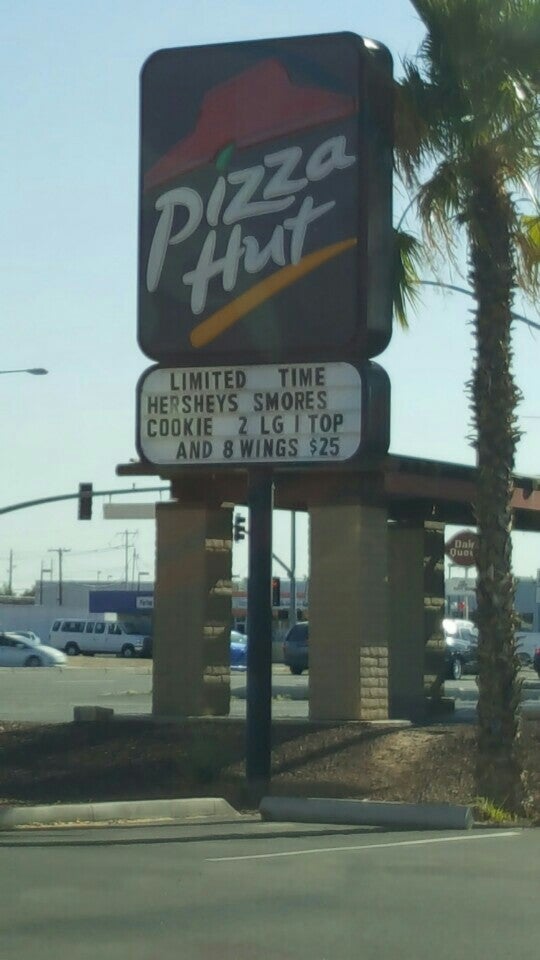 Pizza
Hut
LIMITED TIME
HERSHEYS SMORES
COOKIE 2 LG 1 TOP
AND 8 WINGS $25